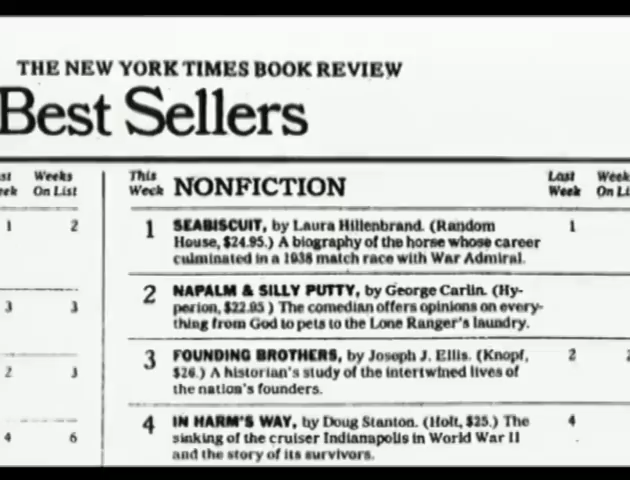 THE NEW YORK TIMES BOOK REVIEW
Best Sellers
Weeks
On List
1 2
3 3
2 3
4 6
This Week NONFICTION Last Week
1 SEABISCUIT, by Laura Hillenbrand. (Random 1
House, $24.95.) A biography of the horse whose career
culminated in a 1938 match race with War Admiral.
2 NAPALM & SILLY PUTTY, by George Carlin. (Hy-
perion, $22.95 ) The comedian offers opinions on every-
thing from God to pets to the Lone Ranger's laundry.
3 FOUNDING BROTHERS, by Joseph J. Ellis. (Knopf, 2
$26.) A historian's study of the intertwined lives of
the nation's founders.
4 IN HARM'S WAY, by Doug Stanton. (Holt, $25.) The 4
sinking of the cruiser Indianapolis in World War II
and the story of its survivors.